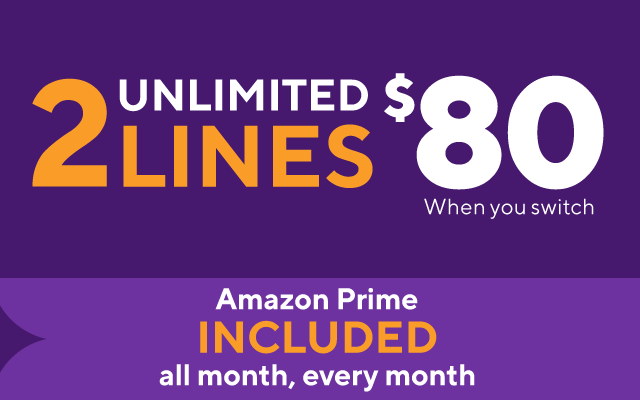 2 UNLIMITED LINES $80
When you switch
Amazon Prime
INCLUDED
all month, every month